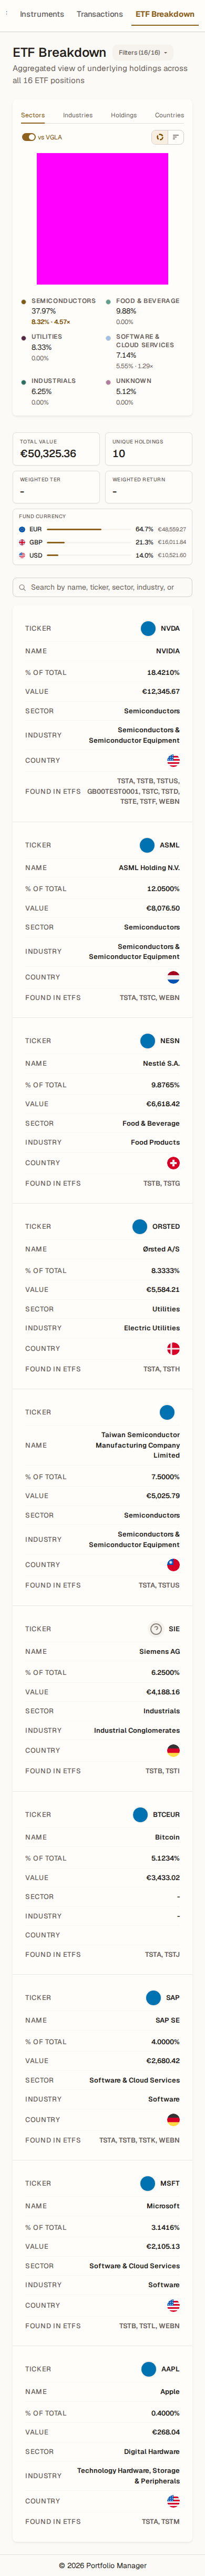 Instruments Transactions ETF Breakdown
ETF Breakdown Filters (16/16)
Aggregated view of underlying holdings across
all 16 ETF positions
Sectors Industries Holdings Countries
vs VGLA
SEMICONDUCTORS
37.97%
8.32% · 4.57×
FOOD & BEVERAGE
9.88%
0.00%
UTILITIES
8.33%
0.00%
SOFTWARE &
CLOUD SERVICES
7.14%
5.55% · 1.29×
INDUSTRIALS
6.25%
0.00%
UNKNOWN
5.12%
0.00%
TOTAL VALUE
€50,325.36
UNIQUE HOLDINGS
10
WEIGHTED TER
-
WEIGHTED RETURN
-
FUND CURRENCY
EUR 64.7% €48,559.27
GBP 21.3% €16,011.84
USD 14.0% €10,521.60
Search by name, ticker, sector, industry, or
TICKER NVDA
NAME NVIDIA
% OF TOTAL 18.4210%
VALUE €12,345.67
SECTOR Semiconductors
INDUSTRY Semiconductors &
Semiconductor Equipment
COUNTRY
FOUND IN ETFS TSTA, TSTB, TSTUS,
GB00TEST0001, TSTC, TSTD,
TSTE, TSTF, WEBN
TICKER ASML
NAME ASML Holding N.V.
% OF TOTAL 12.0500%
VALUE €8,076.50
SECTOR Semiconductors
INDUSTRY Semiconductors &
Semiconductor Equipment
COUNTRY
FOUND IN ETFS TSTA, TSTC, WEBN
TICKER NESN
NAME Nestlé S.A.
% OF TOTAL 9.8765%
VALUE €6,618.42
SECTOR Food & Beverage
INDUSTRY Food Products
COUNTRY
FOUND IN ETFS TSTB, TSTG
TICKER ORSTED
NAME Ørsted A/S
% OF TOTAL 8.3333%
VALUE €5,584.21
SECTOR Utilities
INDUSTRY Electric Utilities
COUNTRY
FOUND IN ETFS TSTA, TSTH
TICKER
NAME Taiwan Semiconductor
Manufacturing Company
Limited
% OF TOTAL 7.5000%
VALUE €5,025.79
SECTOR Semiconductors
INDUSTRY Semiconductors &
Semiconductor Equipment
COUNTRY
FOUND IN ETFS TSTA, TSTUS
TICKER SIE
NAME Siemens AG
% OF TOTAL 6.2500%
VALUE €4,188.16
SECTOR Industrials
INDUSTRY Industrial Conglomerates
COUNTRY
FOUND IN ETFS TSTB, TSTI
TICKER BTCEUR
NAME Bitcoin
% OF TOTAL 5.1234%
VALUE €3,433.02
SECTOR -
INDUSTRY -
COUNTRY
FOUND IN ETFS TSTA, TSTJ
TICKER SAP
NAME SAP SE
% OF TOTAL 4.0000%
VALUE €2,680.42
SECTOR Software & Cloud Services
INDUSTRY Software
COUNTRY
FOUND IN ETFS TSTA, TSTB, TSTK, WEBN
TICKER MSFT
NAME Microsoft
% OF TOTAL 3.1416%
VALUE €2,105.13
SECTOR Software & Cloud Services
INDUSTRY Software
COUNTRY
FOUND IN ETFS TSTB, TSTL, WEBN
TICKER AAPL
NAME Apple
% OF TOTAL 0.4000%
VALUE €268.04
SECTOR Digital Hardware
INDUSTRY Technology Hardware, Storage
& Peripherals
COUNTRY
FOUND IN ETFS TSTA, TSTM
© 2026 Portfolio Manager